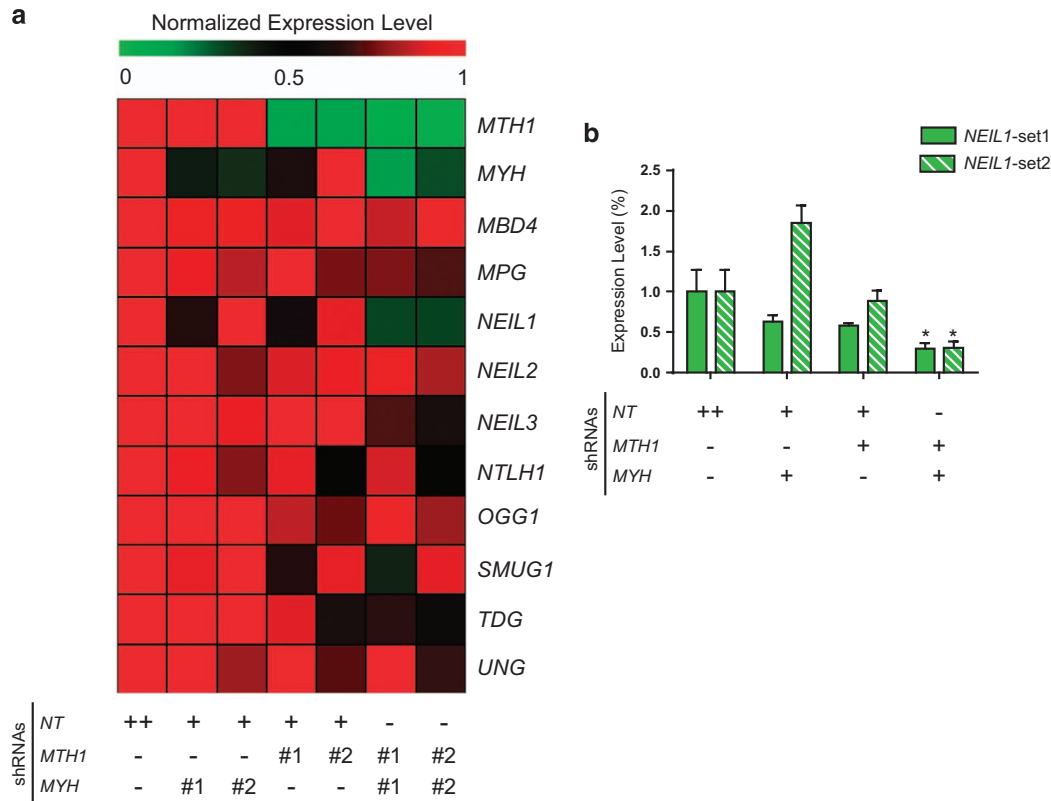 a
Normalized Expression Level
0 0.5 1
MTH1
MYH
MBD4
MPG
NEIL1
NEIL2
NEIL3
NTLH1
OGG1
SMUG1
TDG
UNG
shRNAs
NT ++ + + + + - -
MTH1 - - - #1 #2 #1 #2
MYH - #1 #2 - - #1 #2
b
NEIL1-set1
NEIL1-set2
Expression Level (%)
2.5
2.0
1.5
1.0
0.5
0.0
* *
shRNAs
NT ++ + + -
MTH1 - - + +
MYH - + - +